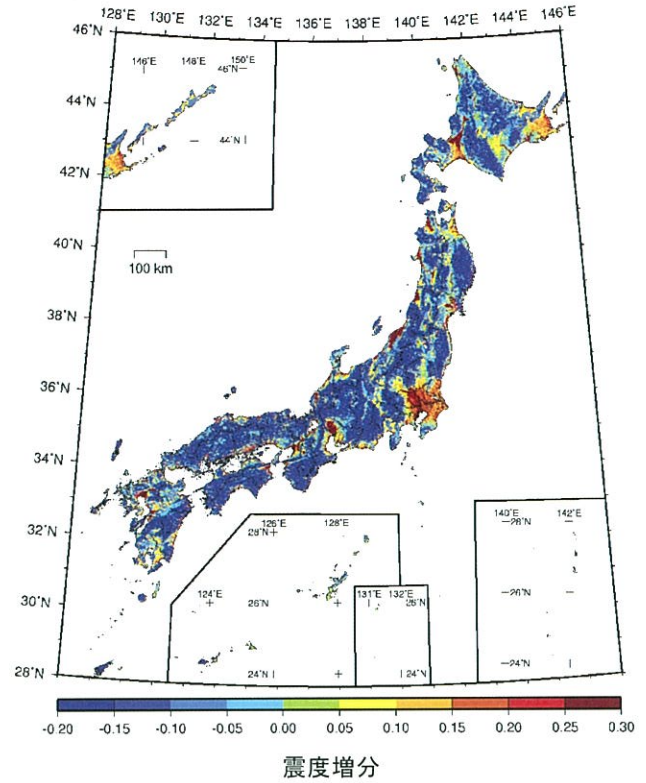 128˚E 130˚E 132˚E 134˚E 136˚E 138˚E 140˚E 142˚E 144˚E 146˚E
46˚N
146˚E 148˚E 150˚E
46˚N
44˚N
44˚N
42˚N
40˚N
100 km
38˚N
36˚N
34˚N
32˚N
126˚E 128˚E
28˚N
140˚E 142˚E
28˚N
30˚N
124˚E
26˚N
131˚E 132˚E
26˚N
26˚N
28˚N
24˚N
24˚N
24˚N
-0.20 -0.15 -0.10 -0.05 0.00 0.05 0.10 0.15 0.20 0.25 0.30
震度増分